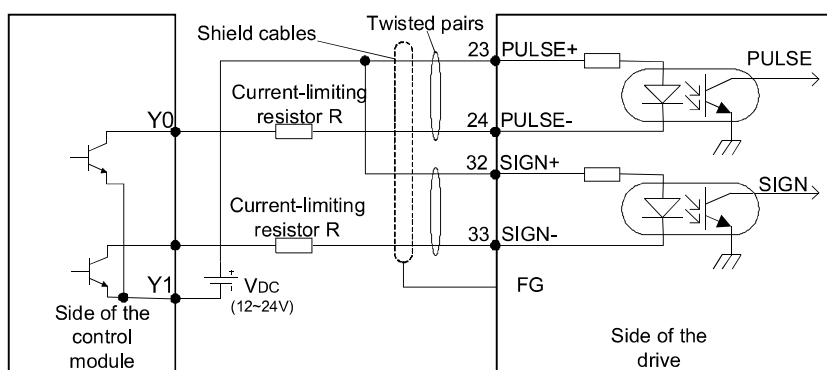 Twisted pairs
Shield cables
23 PULSE+
PULSE
Current-limiting
resistor R
Y0
24 PULSE-
32 SIGN+
SIGN
Current-limiting
resistor R
33 SIGN-
Y1
+
-
VDC
(12~24V)
FG
Side of the
control
module
Side of the
drive